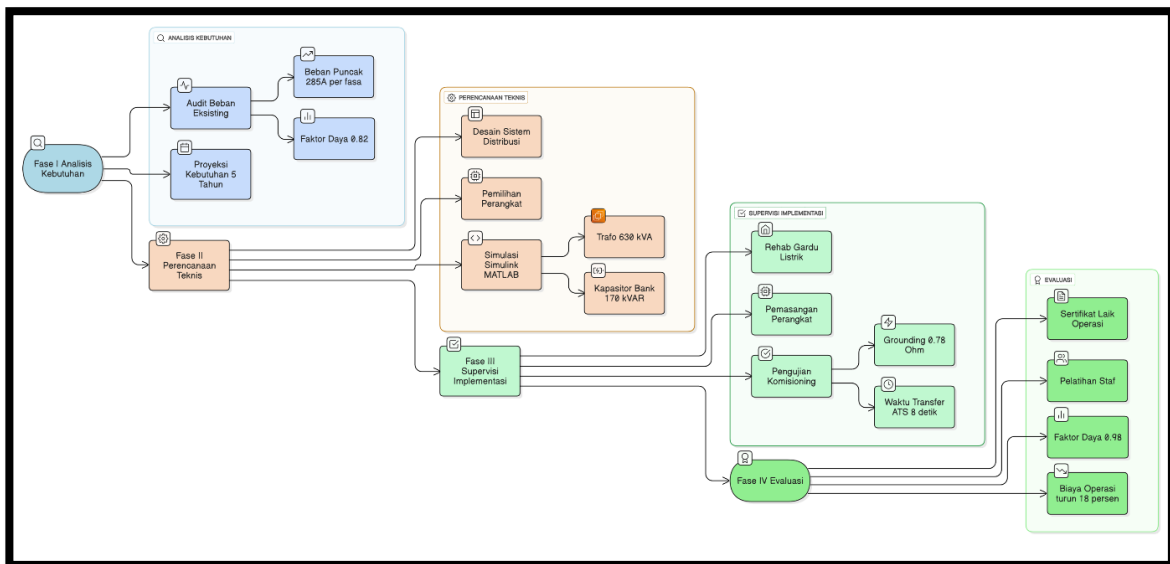 ANALISIS KEBUTUHAN
Beban Puncak
285A per fasa
Audit Beban
Eksisting
Faktor Daya 0.82
Fase I Analisis
Kebutuhan
Proyeksi
Kebutuhan 5
Tahun
Fase II
Perencanaan
Teknis
PERENCANAAN TEKNIS
Desain Sistem
Distribusi
Pemilihan
Perangkat
Simulasi
Simulink
MATLAB
Trafo 630 kVA
Kapasitor Bank
170 kVAR
Fase III
Supervisi
Implementasi
SUPERVISI IMPLEMENTASI
Rehab Gardu
Listrik
Pemasangan
Perangkat
Pengujian
Komisioning
Grounding 0.78
Ohm
Waktu Transfer
ATS 8 detik
Fase IV Evaluasi
EVALUASI
Sertifikat Laik
Operasi
Pelatihan Staf
Faktor Daya 0.98
Biaya Operasi
turun 18 persen